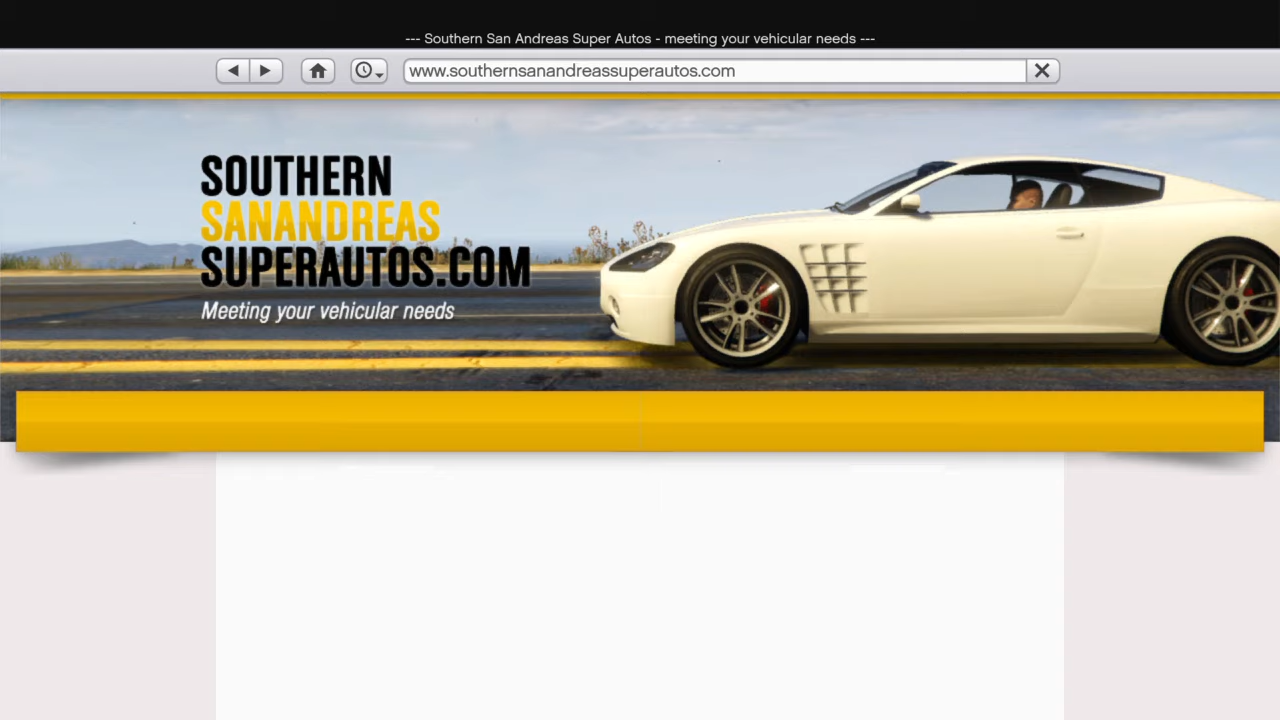 --- Southern San Andreas Super Autos - meeting your vehicular needs ---
www.southernsanandreassuperautos.com
SOUTHERN
SANANDREAS
SUPERAUTOS.COM
Meeting your vehicular needs